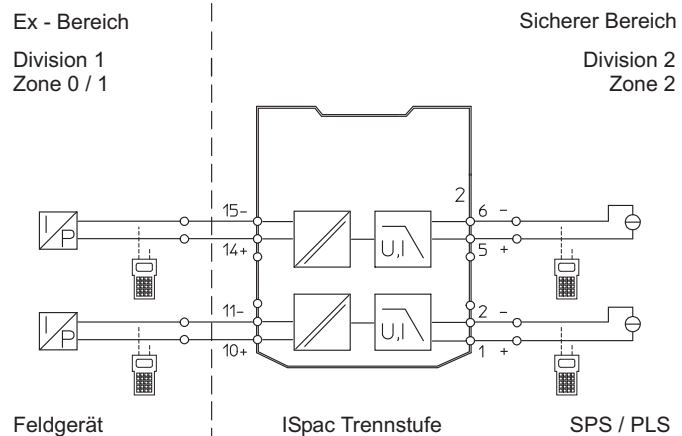 Ex - Bereich
Sicherer Bereich
Division 1
Zone 0 / 1
Division 2
Zone 2
2
15-
14+
6 -
5 +
I/P
U,I
11-
10+
2 -
1 +
I/P
U,I
Feldgerät
ISpac Trennstufe
SPS / PLS